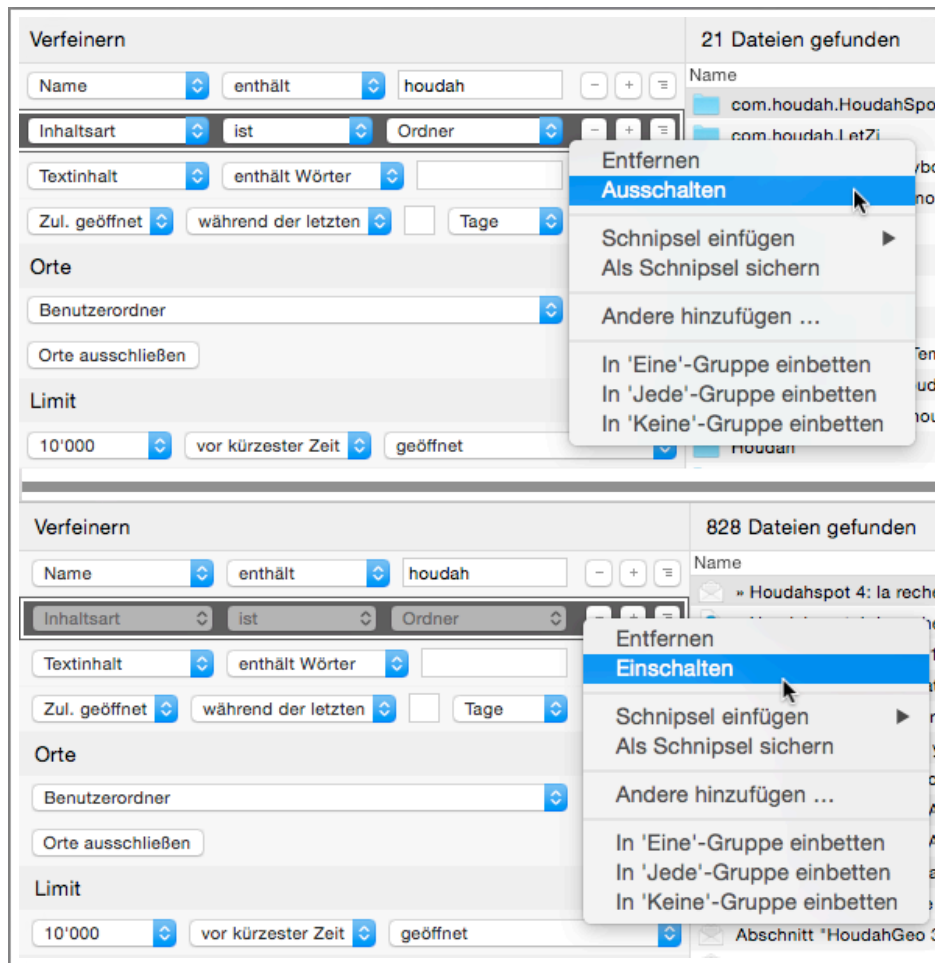 Verfeinern
21 Dateien gefunden
Name enthält houdah
Name
com.houdah.HoudahSpo
Inhaltsart ist Ordner
com.houdah.LetZi
Entfernen
Textinhalt enthält Wörter
Ausschalten
Zul. geöffnet während der letzten Tage
Schnipsel einfügen
Als Schnipsel sichern
Orte
Benutzerordner
Andere hinzufügen ...
Orte ausschließen
In 'Eine'-Gruppe einbetten
In 'Jede'-Gruppe einbetten
Limit
In 'Keine'-Gruppe einbetten
10'000 vor kürzester Zeit geöffnet
Houdah
Verfeinern
828 Dateien gefunden
Name enthält houdah
Name
» Houdahspot 4: la reche
Inhaltsart ist Ordner
Entfernen
Textinhalt enthält Wörter
Einschalten
Zul. geöffnet während der letzten Tage
Schnipsel einfügen
Als Schnipsel sichern
Orte
Benutzerordner
Andere hinzufügen ...
Orte ausschließen
In 'Eine'-Gruppe einbetten
In 'Jede'-Gruppe einbetten
Limit
In 'Keine'-Gruppe einbetten
10'000 vor kürzester Zeit geöffnet
Abschnitt "HoudahGeo 3